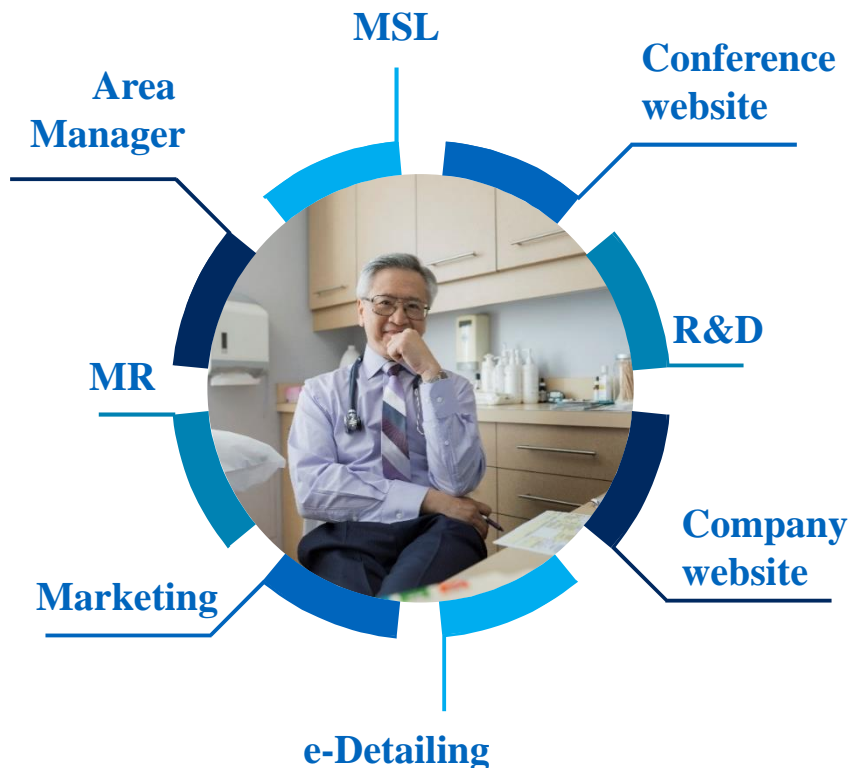 MSL
Conference
website
Area
Manager
R&D
MR
Company
website
Marketing
e-Detailing